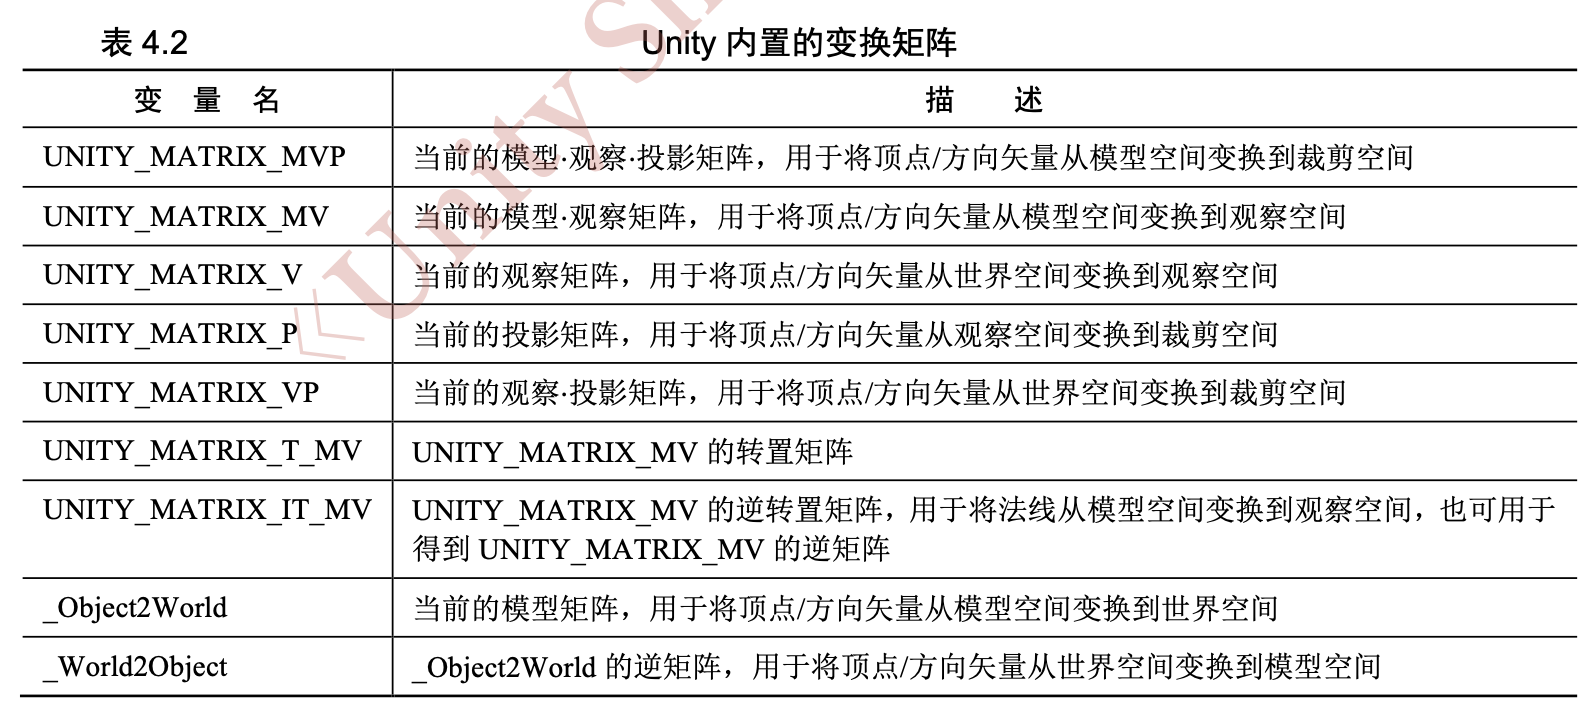 表 4.2 Unity 内置的变换矩阵
变 量 名 描 述
UNITY_MATRIX_MVP 当前的模型·观察·投影矩阵，用于将顶点/方向矢量从模型空间变换到裁剪空间
UNITY_MATRIX_MV 当前的模型·观察矩阵，用于将顶点/方向矢量从模型空间变换到观察空间
UNITY_MATRIX_V 当前的观察矩阵，用于将顶点/方向矢量从世界空间变换到观察空间
UNITY_MATRIX_P 当前的投影矩阵，用于将顶点/方向矢量从观察空间变换到裁剪空间
UNITY_MATRIX_VP 当前的观察·投影矩阵，用于将顶点/方向矢量从世界空间变换到裁剪空间
UNITY_MATRIX_T_MV UNITY_MATRIX_MV 的转置矩阵
UNITY_MATRIX_IT_MV UNITY_MATRIX_MV 的逆转置矩阵，用于将法线从模型空间变换到观察空间，也可用于
得到 UNITY_MATRIX_MV 的逆矩阵
_Object2World 当前的模型矩阵，用于将顶点/方向矢量从模型空间变换到世界空间
_World2Object _Object2World 的逆矩阵，用于将顶点/方向矢量从世界空间变换到模型空间
《Unity